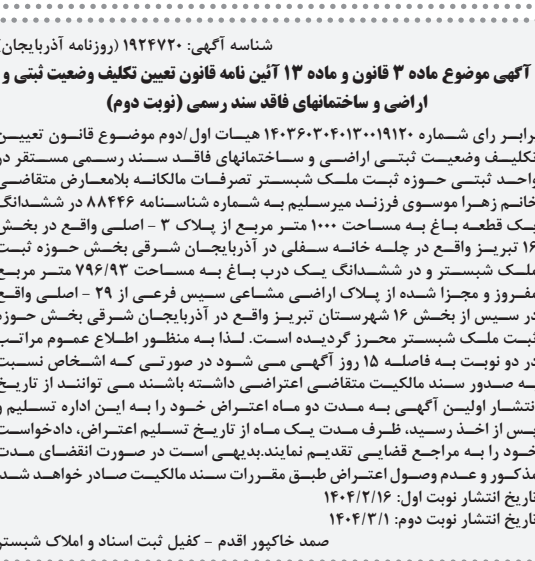 شناسه آگهی: ۱۹۲۴۷۲۰ (روزنامه آذربایجان)
آگهی موضوع ماده ۳ قانون و ماده ۱۳ آئین نامه قانون تعیین تکلیف وضعیت ثبتی و
اراضی و ساختمانهای فاقد سند رسمی (نوبت دوم)
برابر رای شماره ۱۴۰۳۶۰۳۰۴۰۱۳۰۰۱۹۱۲۰ هیات اول/دوم موضوع قانون تعیین
تکلیف وضعیت ثبتی اراضی و ساختمانهای فاقد سند رسمی مستقر در
واحد ثبتی حوزه ثبت ملک شبستر تصرفات مالکانه بلامعارض متقاضی
خانم زهرا موسوی فرزند میرسلیم به شماره شناسنامه ۸۸۴۴۶ در ششدانگ
یک قطعه باغ به مساحت ۱۰۰۰ متر مربع از پلاک ۳ - اصلی واقع در بخش
۱۶ تبریز واقع در چله خانه سفلی در آذربایجان شرقی بخش حوزه ثبت
ملک شبستر و در ششدانگ یک درب باغ به مساحت ۷۹۶/۹۳ متر مربع
مفروز و مجزا شده از پلاک اراضی مشاعی سیس فرعی از ۲۹ - اصلی واقع
در سیس از بخش ۱۶ شهرستان تبریز واقع در آذربایجان شرقی بخش حوزه
ثبت ملک شبستر محرز گردیده است. لذا به منظور اطلاع عموم مراتب
در دو نوبت به فاصله ۱۵ روز آگهی می شود در صورتی که اشخاص نسبت
به صدور سند مالکیت متقاضی اعتراضی داشته باشند می توانند از تاریخ
انتشار اولین آگهی به مدت دو ماه اعتراض خود را به این اداره تسلیم و
پس از اخذ رسید، ظرف مدت یک ماه از تاریخ تسلیم اعتراض، دادخواست
خود را به مراجع قضایی تقدیم نمایند.بدیهی است در صورت انقضای مدت
مذکور و عدم وصول اعتراض طبق مقررات سند مالکیت صادر خواهد شد.
تاریخ انتشار نوبت اول: ۱۴۰۴/۲/۱۶
تاریخ انتشار نوبت دوم: ۱۴۰۴/۳/۱
صمد خاکپور اقدم - کفیل ثبت اسناد و املاک شبستر